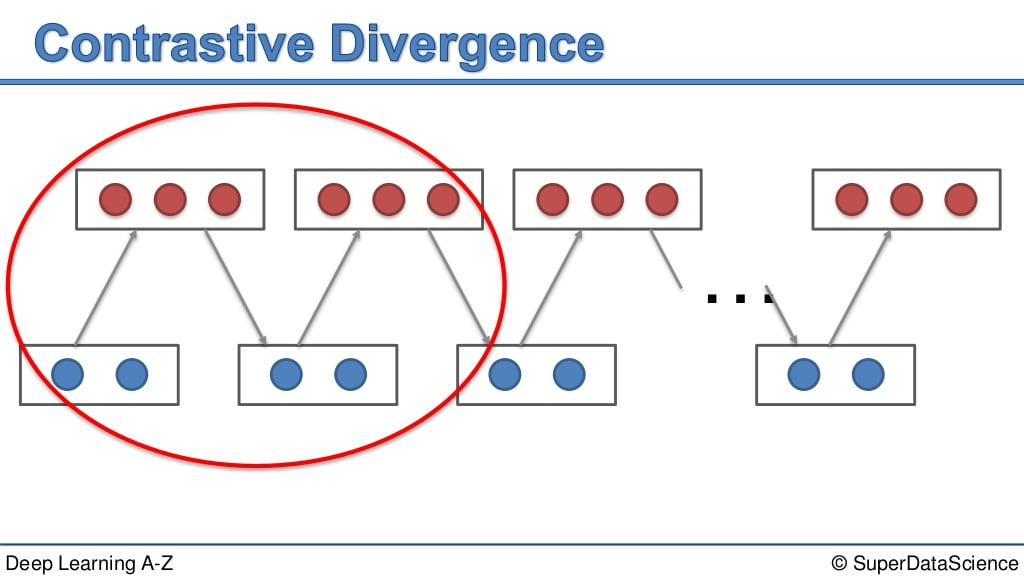 Contrastive Divergence
...
Deep Learning A-Z
© SuperDataScience